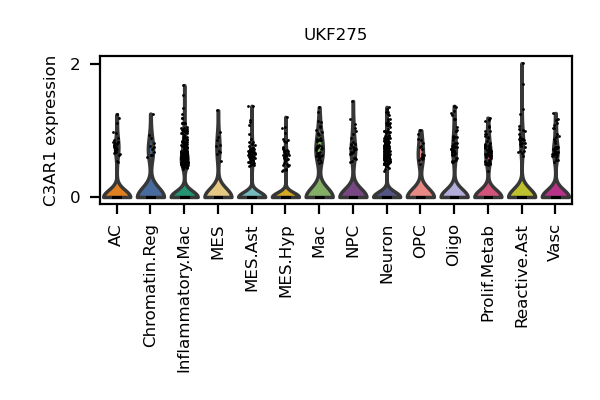 UKF275
C3AR1 expression
2
0
AC
Chromatin.Reg
Inflammatory.Mac
MES
MES.Ast
MES.Hyp
Mac
NPC
Neuron
OPC
Oligo
Prolif.Metab
Reactive.Ast
Vasc